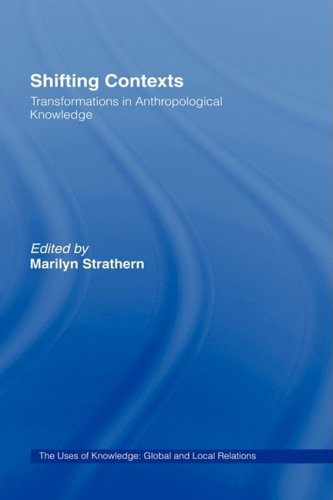 Shifting Contexts
Transformations in Anthropological
Knowledge
Edited by
Marilyn Strathern
The Uses of Knowledge: Global and Local Relations